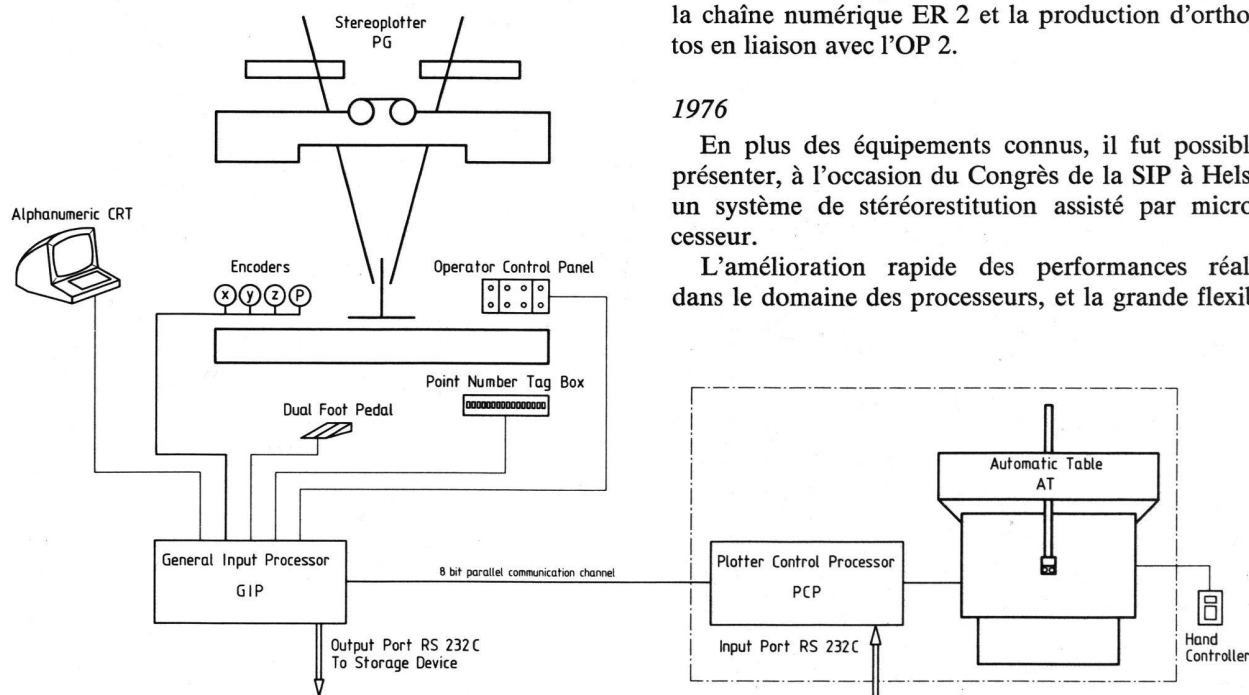 Stereoplotter
PG
Alphanumeric CRT
Encoders
x y z P
Operator Control Panel
Point Number Tag Box
Dual Foot Pedal
General Input Processor
GIP
8 bit parallel communication channel
Output Port RS 232C
To Storage Device
la chaîne numérique ER 2 et la production d'ortho
tos en liaison avec l'OP 2.
1976
En plus des équipements connus, il fut possibl
présenter, à l'occasion du Congrès de la SIP à Hels
un système de stéréorestitution assisté par micro
cesseur.
L'amélioration rapide des performances réal
dans le domaine des processeurs, et la grande flexib
Automatic Table
AT
Plotter Control Processor
PCP
Input Port RS 232C
Hand
Controller